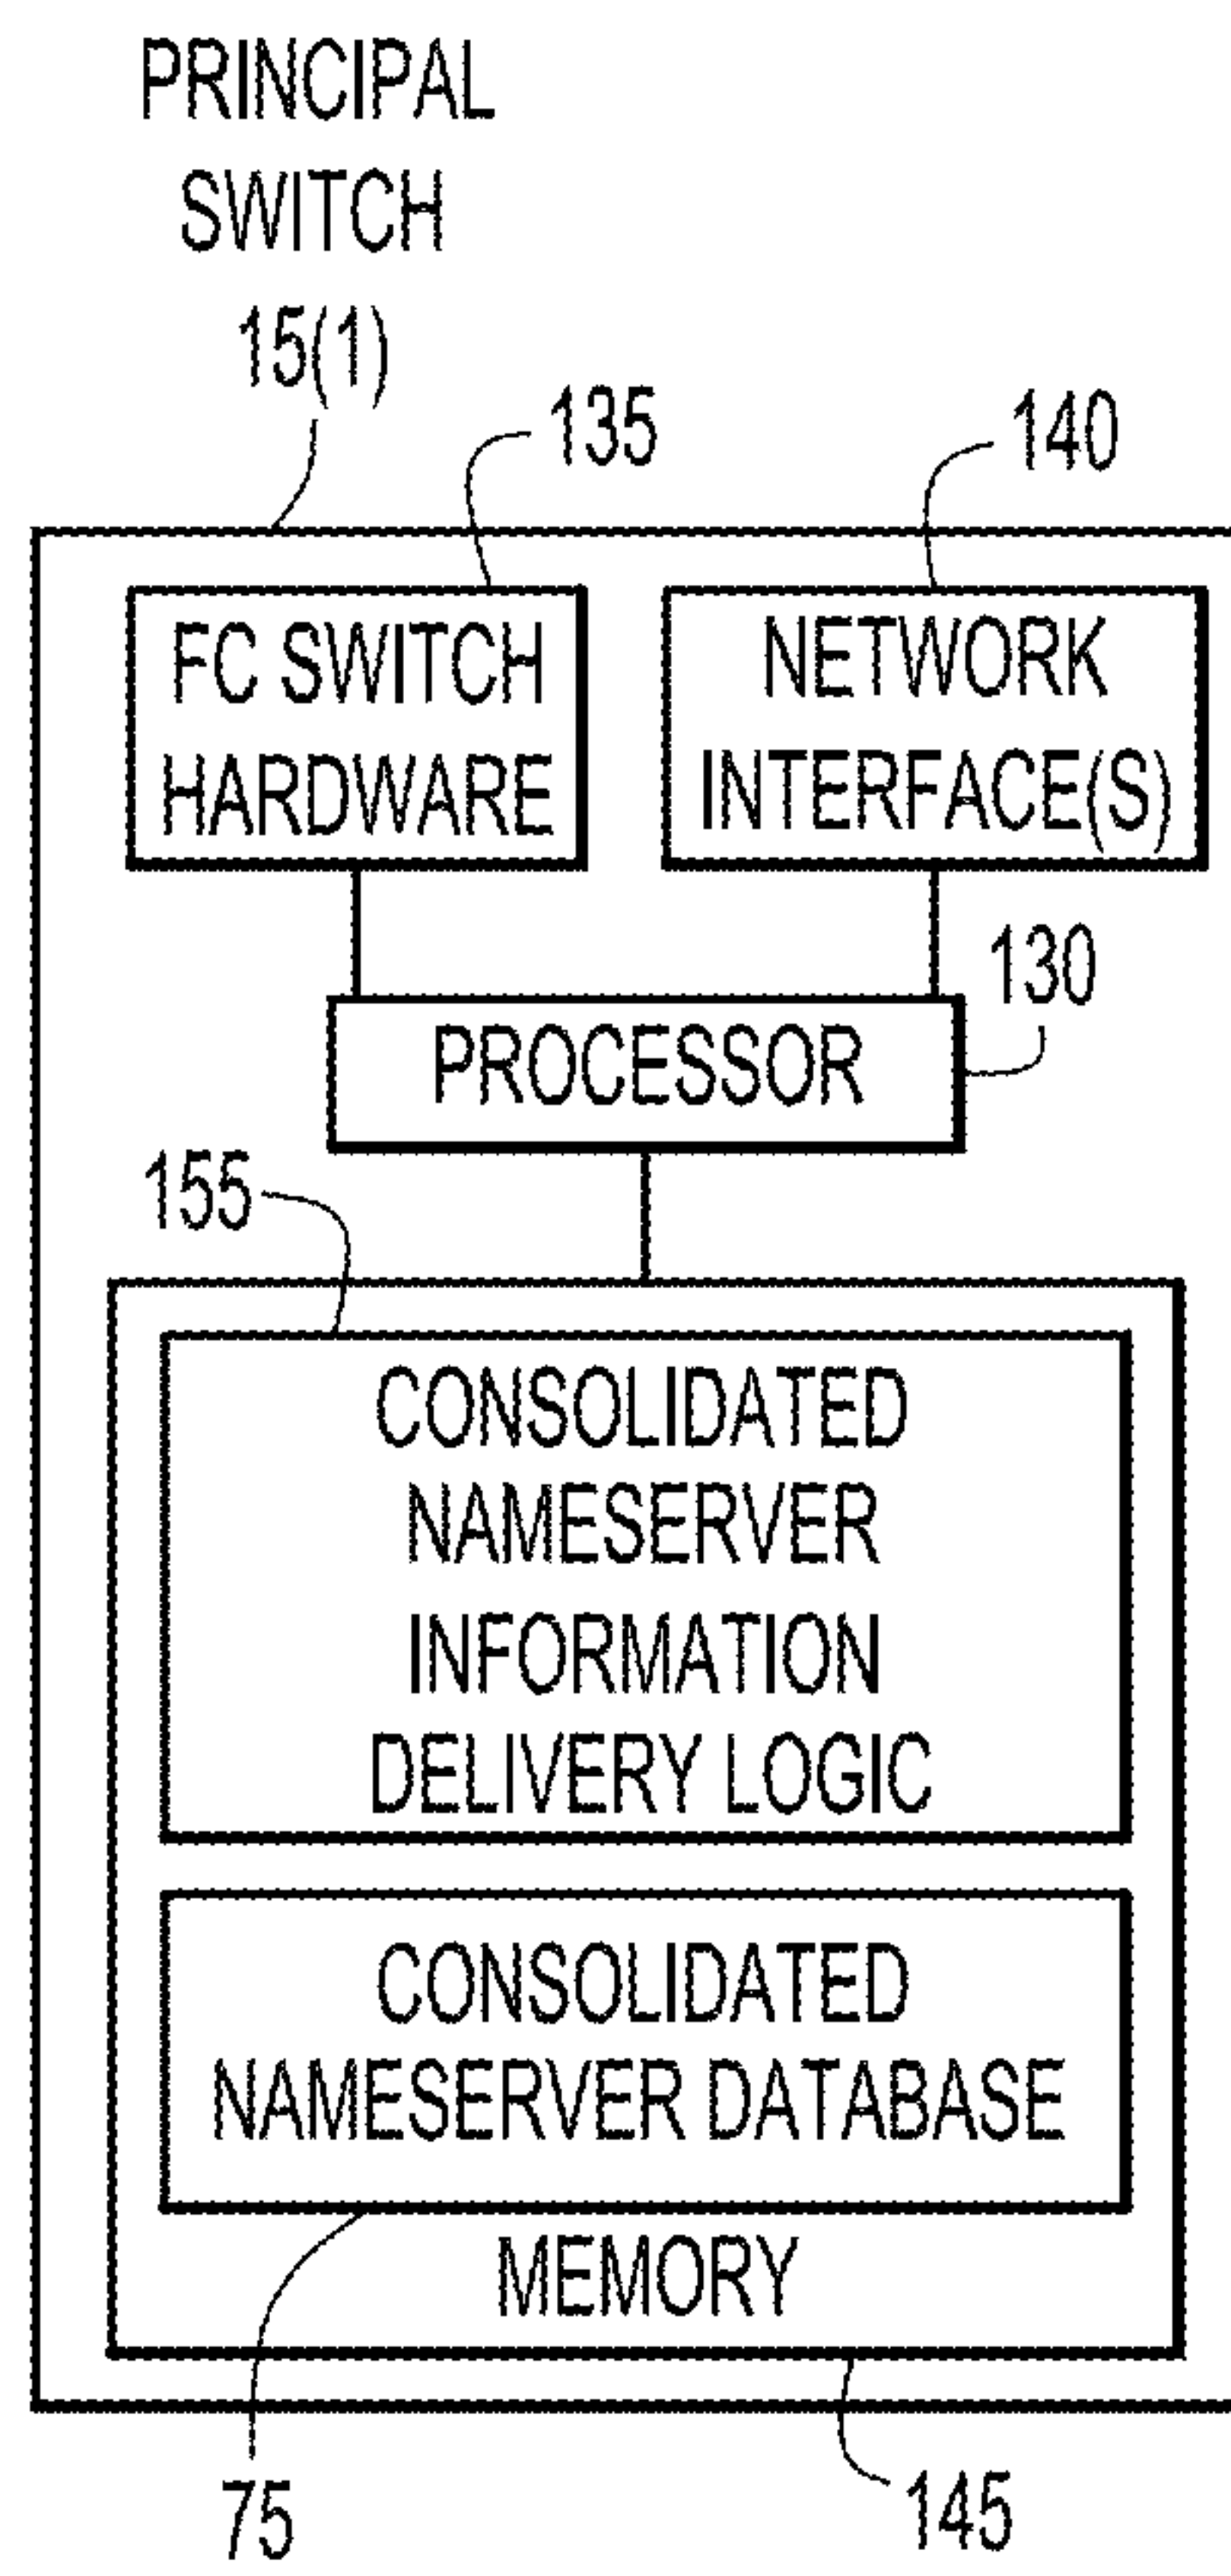 PRINCIPAL
SWITCH
15(1)
135
140
FC SWITCH
HARDWARE
NETWORK
INTERFACE(S)
130
PROCESSOR
155
CONSOLIDATED
NAMESERVER
INFORMATION
DELIVERY LOGIC
CONSOLIDATED
NAMESERVER DATABASE
MEMORY
75
145